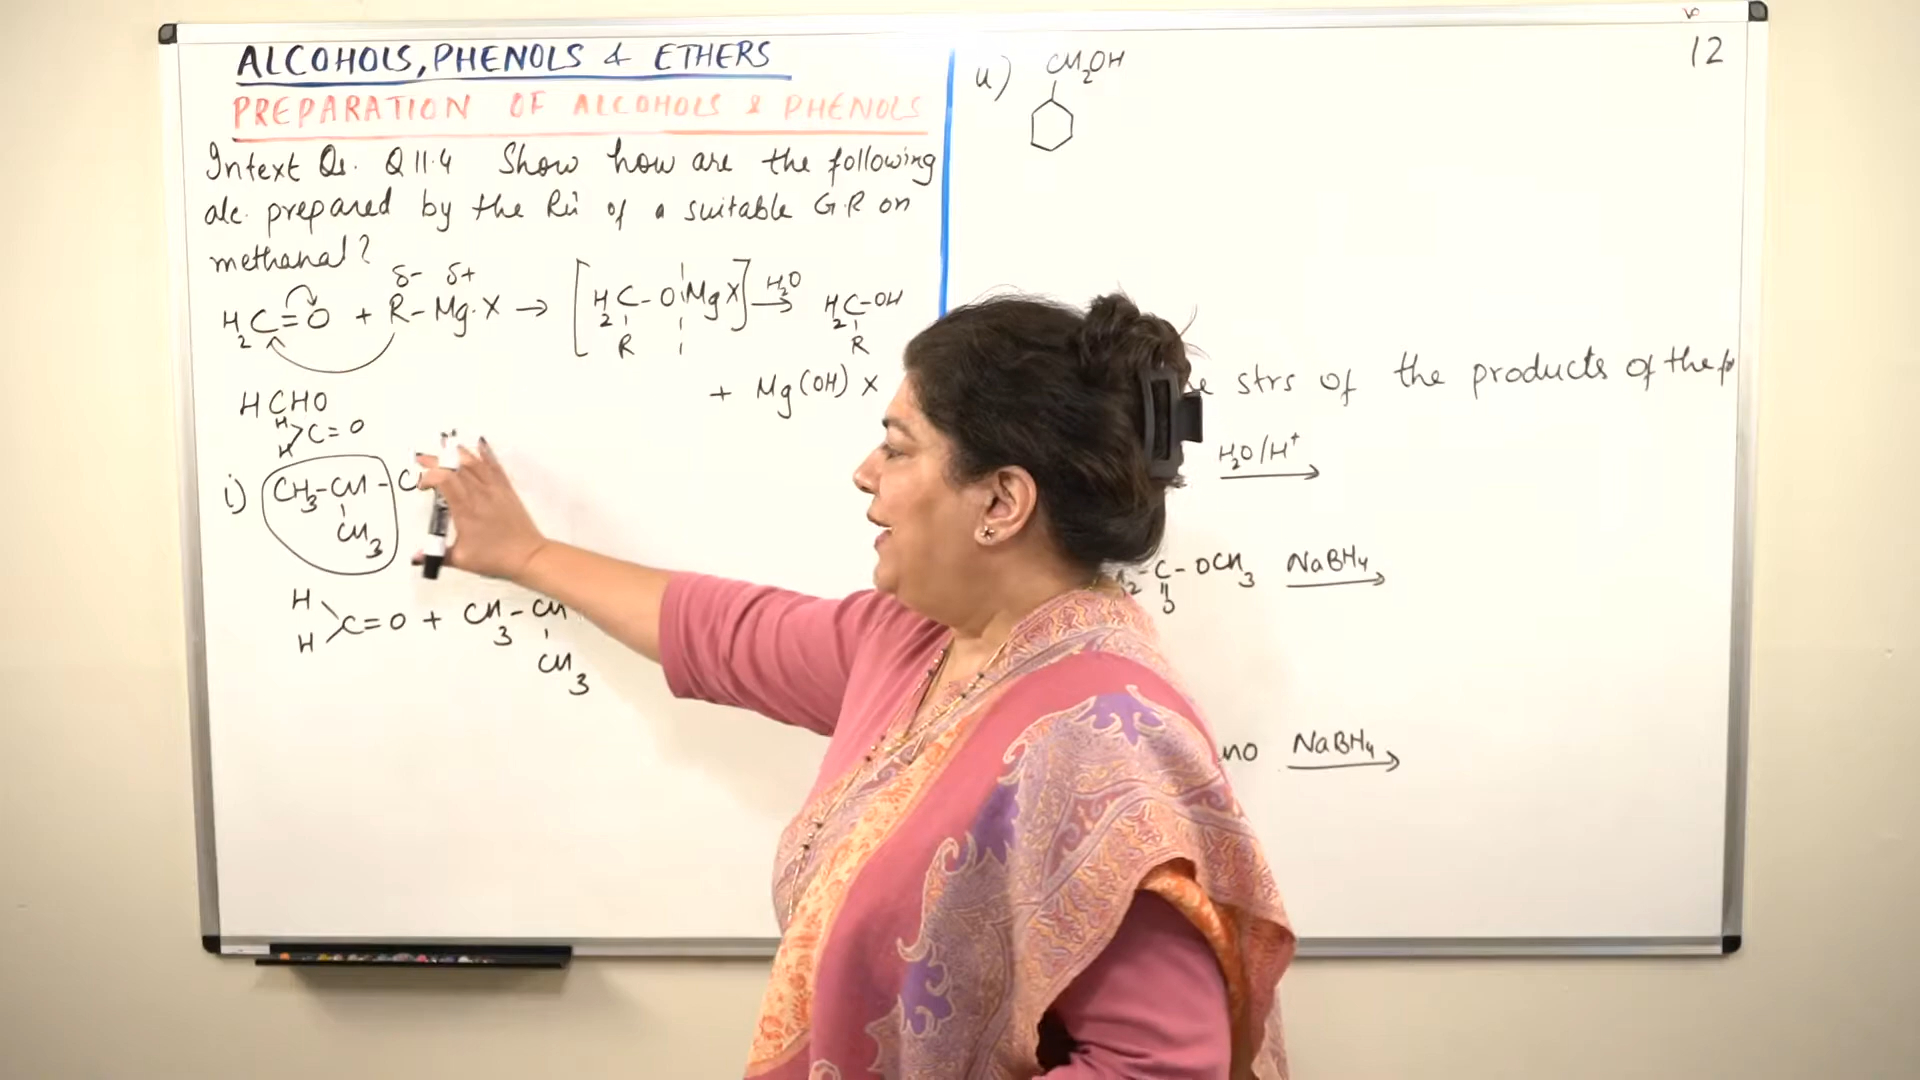 ALCOHOLS, PHENOLS & ETHERS
PREPARATION OF ALCOHOLS & PHENOLS
Intext Qs. Q 11.4 Show how are the following
alc. prepared by the Rxn of a suitable G.R on
methanal?
δ- δ+
H2C=O + R-Mg.X → [H2C-OMgX] H2O→ H2C-OH
R R
+ Mg(OH)X
HCHO
H
C=O
H
i) CH3-CH-C
CH3
H
C=O + CH3-CH
H
CH3
ii) CH2OH
12
strs of the products of the
H2O/H+
-C-OCH3 NaBH4
O
NaBH4